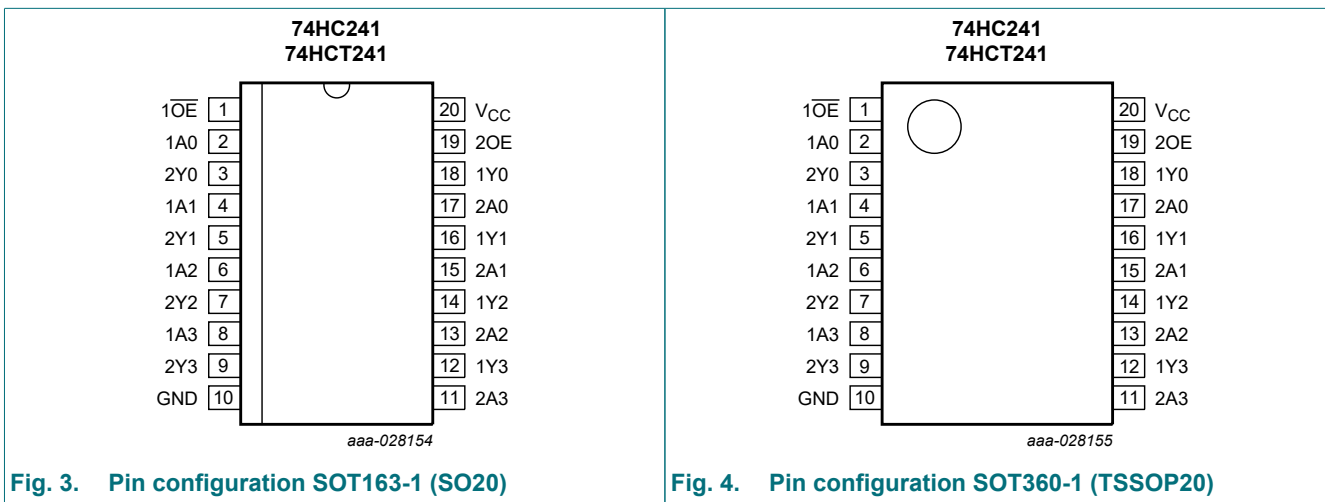 74HC241
74HCT241
1O̅E̅ 1 20 VCC
1A0 2 19 2OE
2Y0 3 18 1Y0
1A1 4 17 2A0
2Y1 5 16 1Y1
1A2 6 15 2A1
2Y2 7 14 1Y2
1A3 8 13 2A2
2Y3 9 12 1Y3
GND 10 11 2A3
aaa-028154
Fig. 3. Pin configuration SOT163-1 (SO20)
74HC241
74HCT241
1O̅E̅ 1 20 VCC
1A0 2 19 2OE
2Y0 3 18 1Y0
1A1 4 17 2A0
2Y1 5 16 1Y1
1A2 6 15 2A1
2Y2 7 14 1Y2
1A3 8 13 2A2
2Y3 9 12 1Y3
GND 10 11 2A3
aaa-028155
Fig. 4. Pin configuration SOT360-1 (TSSOP20)